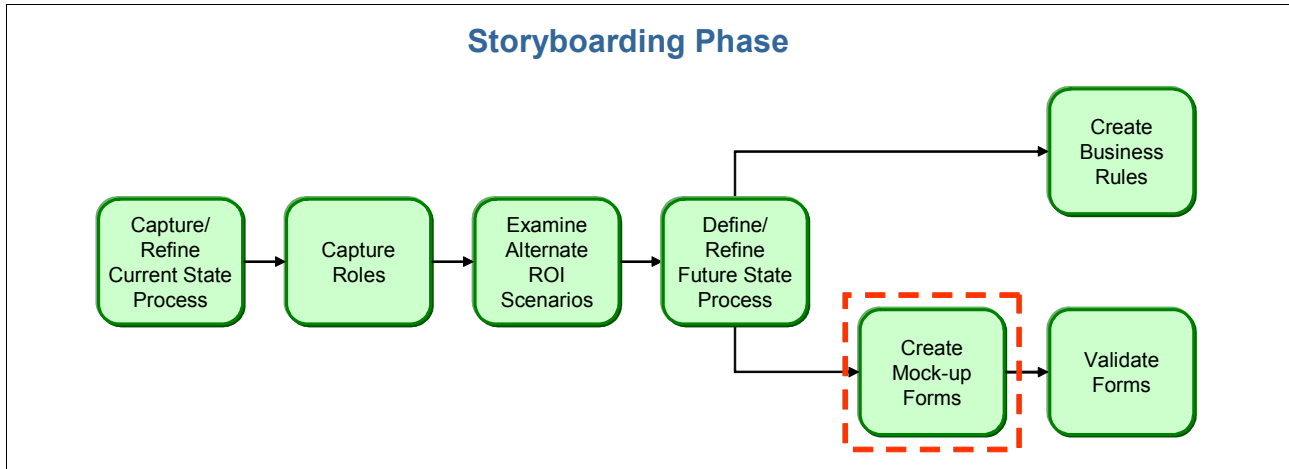 Storyboarding Phase
Capture/
Refine
Current State
Process
Capture
Roles
Examine
Alternate
ROI
Scenarios
Define/
Refine
Future State
Process
Create
Business
Rules
Create
Mock-up
Forms
Validate
Forms